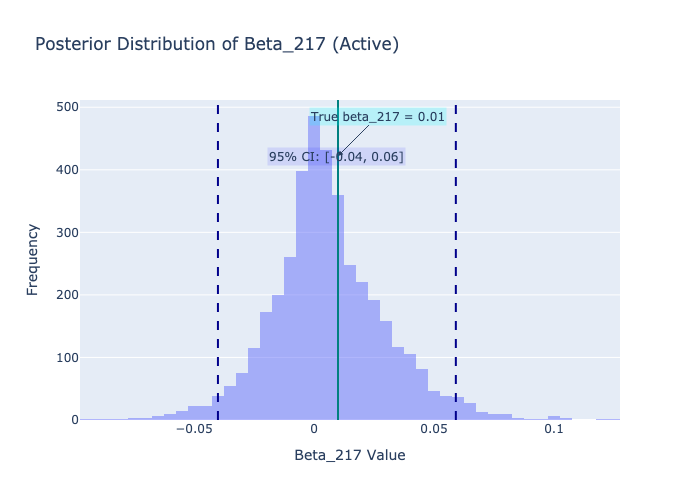 Posterior Distribution of Beta_217 (Active)
500
True beta_217 = 0.01
95% CI: [-0.04, 0.06]
400
300
200
100
0
Frequency
−0.05
0
0.05
0.1
Beta_217 Value